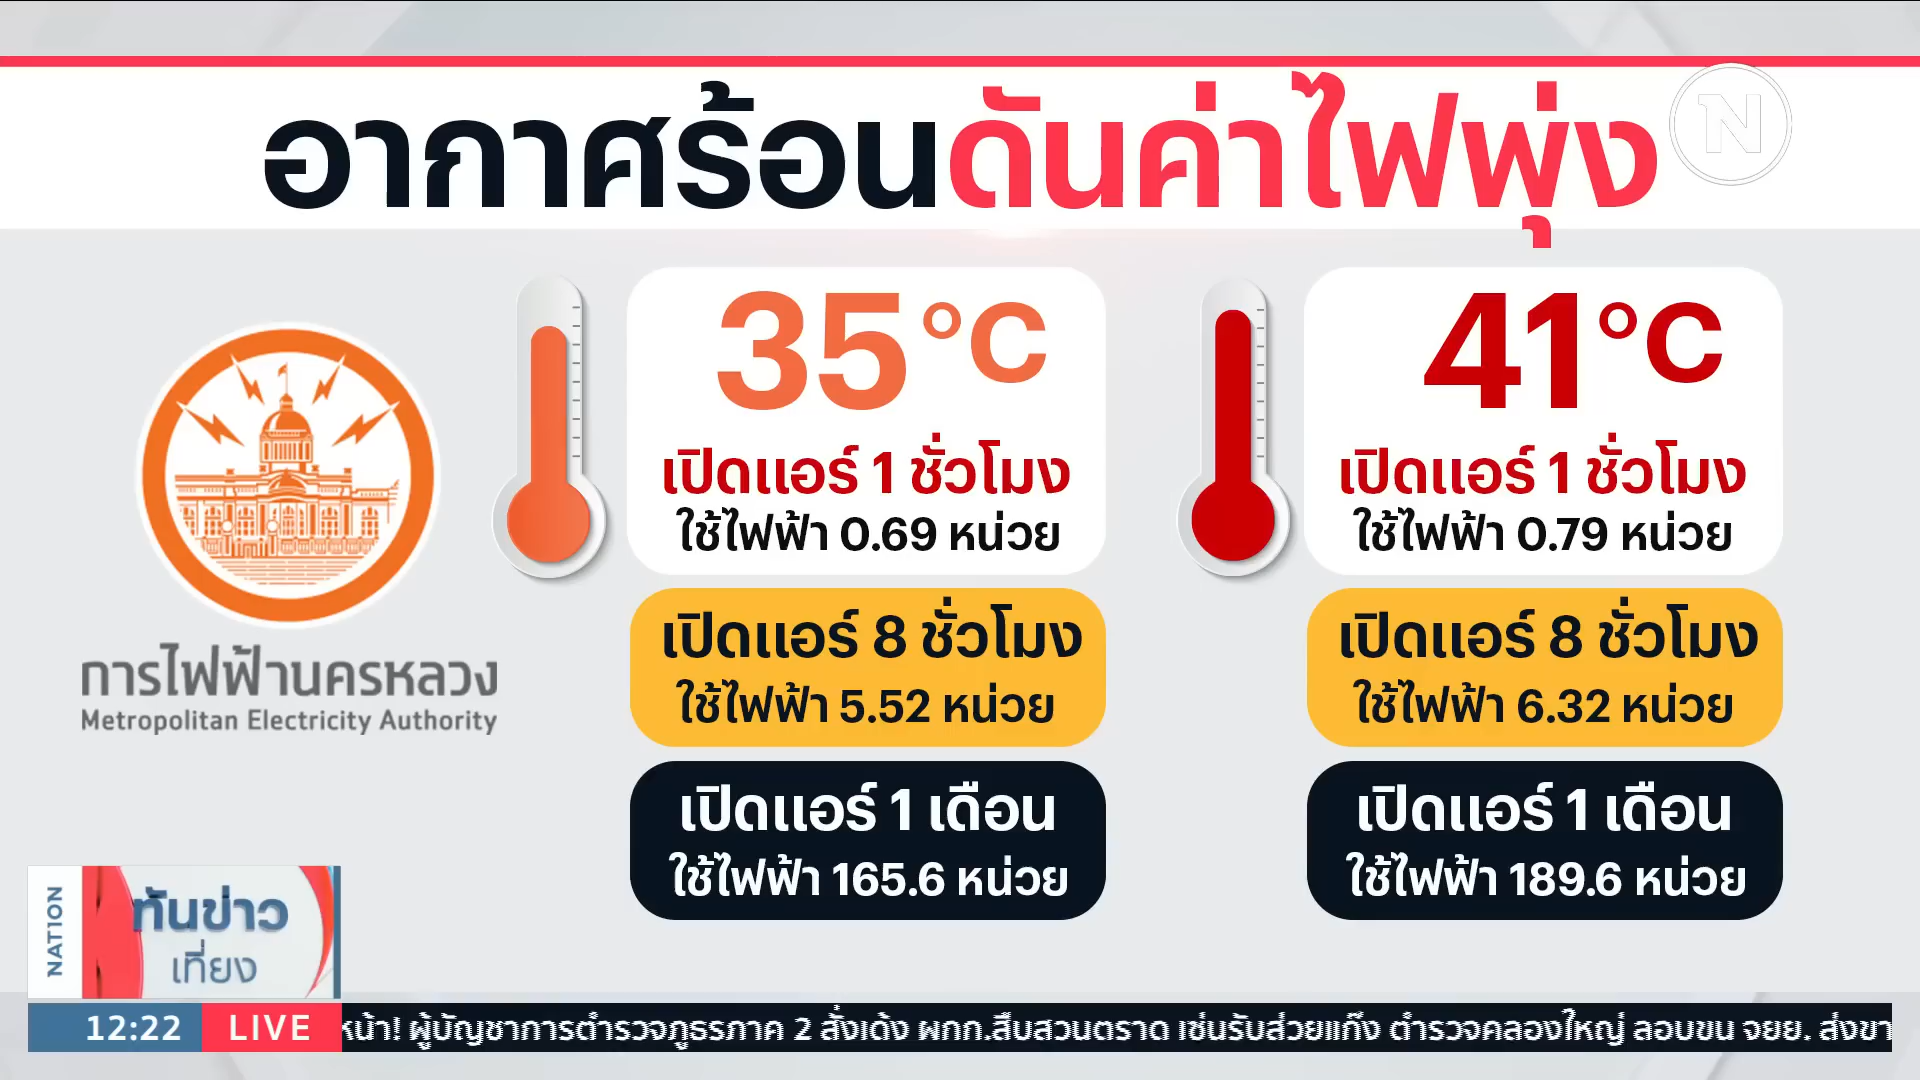 อากาศร้อนดันค่าไฟพุ่ง
N
35°C
เปิดแอร์ 1 ชั่วโมง
ใช้ไฟฟ้า 0.69 หน่วย
เปิดแอร์ 8 ชั่วโมง
ใช้ไฟฟ้า 5.52 หน่วย
เปิดแอร์ 1 เดือน
ใช้ไฟฟ้า 165.6 หน่วย
41°C
เปิดแอร์ 1 ชั่วโมง
ใช้ไฟฟ้า 0.79 หน่วย
เปิดแอร์ 8 ชั่วโมง
ใช้ไฟฟ้า 6.32 หน่วย
เปิดแอร์ 1 เดือน
ใช้ไฟฟ้า 189.6 หน่วย
การไฟฟ้านครหลวง
Metropolitan Electricity Authority
NATION
ทันข่าว
เที่ยง
12:22 LIVE
หน้า! ผู้บัญชาการตำรวจภูธรภาค 2 สั่งเด้ง ผกก.สืบสวนตราด เซ่นรับส่วยแก๊ง ตำรวจคลองใหญ่ ลอบขน จยย. ส่งขา